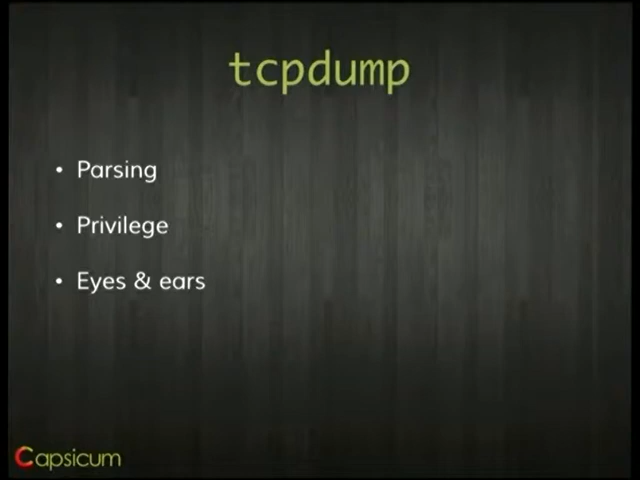 tcpdump
• Parsing
• Privilege
• Eyes & ears
Capsicum